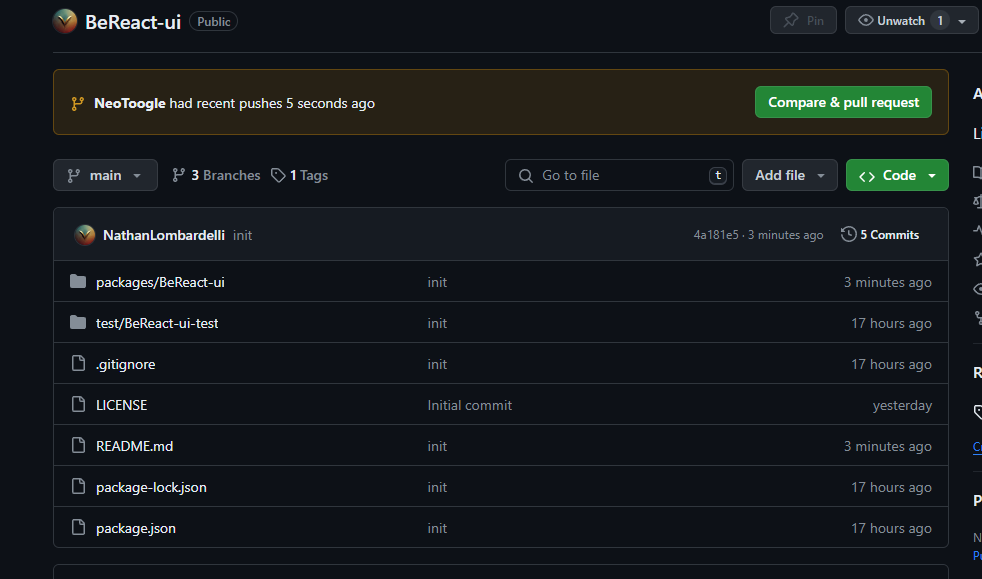 BeReact-ui Public Pin Unwatch 1
NeoToogle had recent pushes 5 seconds ago Compare & pull request
main 3 Branches 1 Tags Go to file t Add file Code
NathanLombardelli init 4a181e5 · 3 minutes ago 5 Commits
packages/BeReact-ui init 3 minutes ago
test/BeReact-ui-test init 17 hours ago
.gitignore init 17 hours ago
LICENSE Initial commit yesterday
README.md init 3 minutes ago
package-lock.json init 17 hours ago
package.json init 17 hours ago